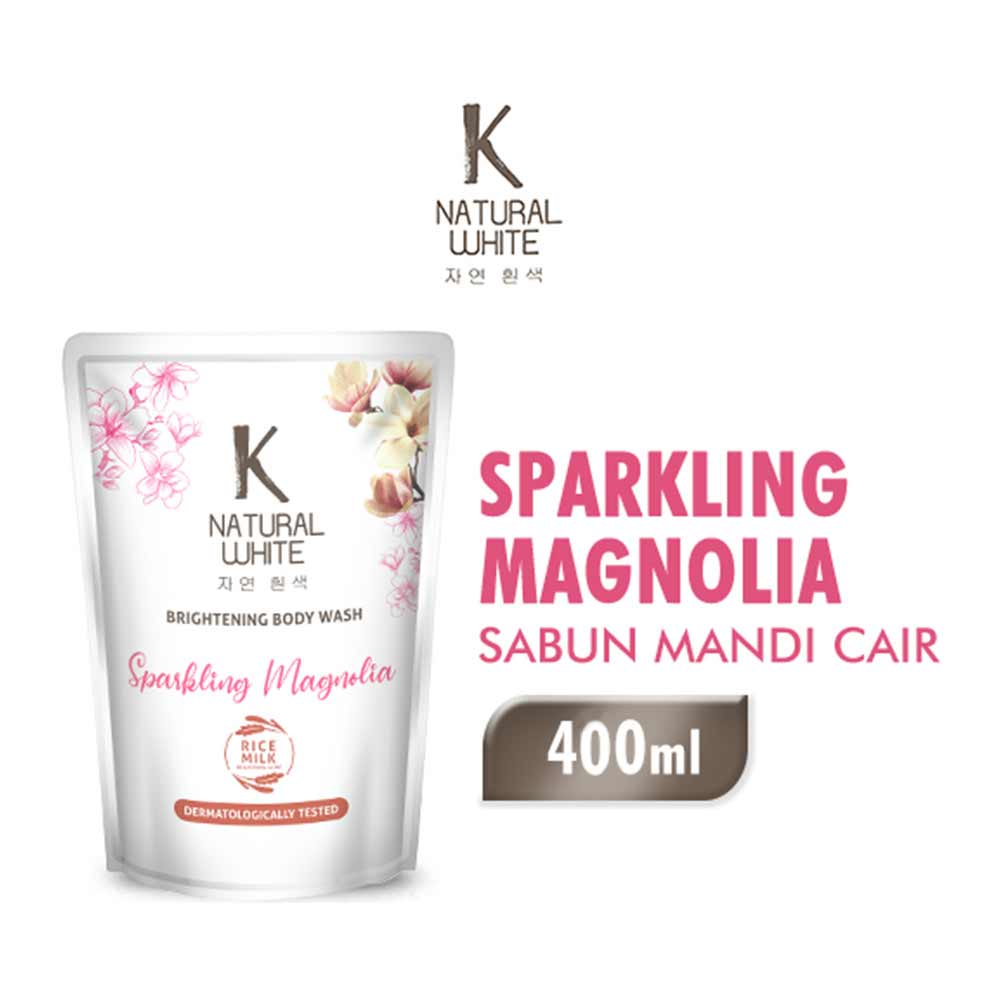 K
NATURAL
WHITE
자연 흰색
K
NATURAL
WHITE
자연 흰색
BRIGHTENING BODY WASH
Sparkling Magnolia
RICE
MILK
DERMATOLOGICALLY TESTED
SPARKLING
MAGNOLIA
SABUN MANDI CAIR
400ml